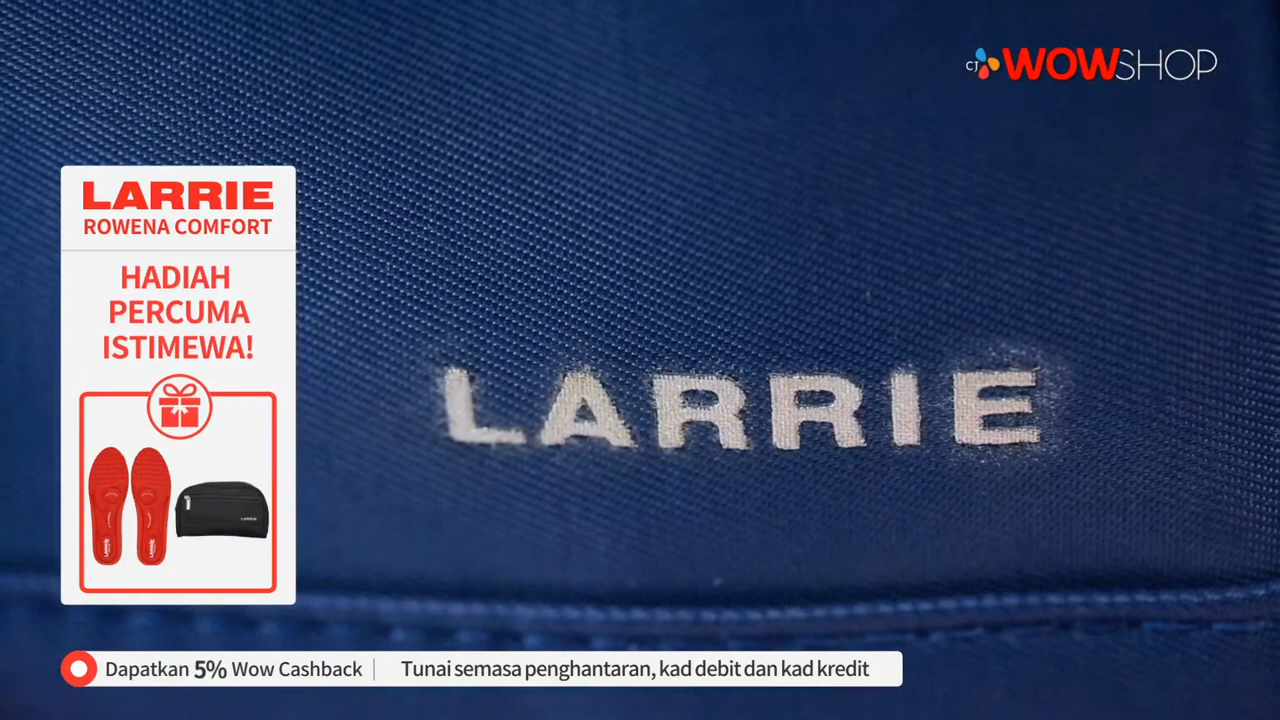 CJ WOWSHOP
LARRIE
ROWENA COMFORT
HADIAH
PERCUMA
ISTIMEWA!
LARRIE
LARRIE
Dapatkan 5% Wow Cashback
Tunai semasa penghantaran, kad debit dan kad kredit